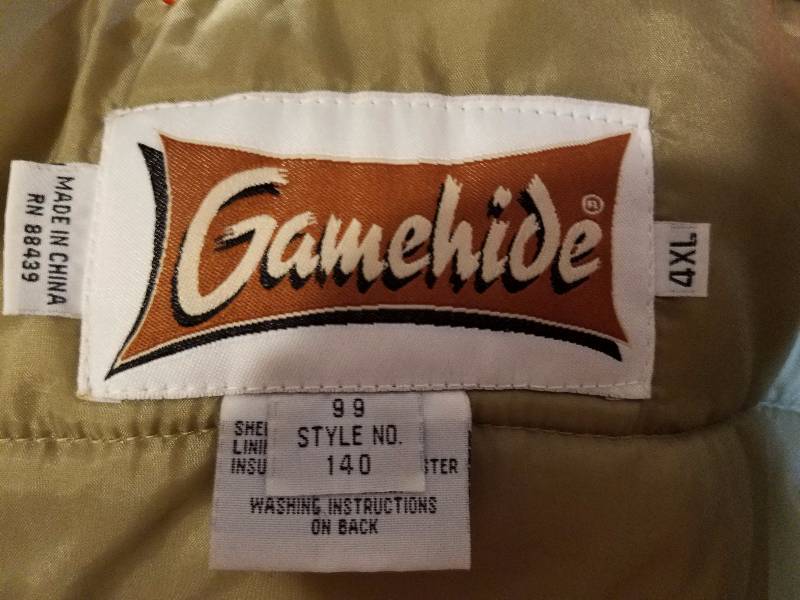 Gamehide®
MADE IN CHINA
RN 88439
4XL
99
STYLE NO.
140
WASHING INSTRUCTIONS
ON BACK